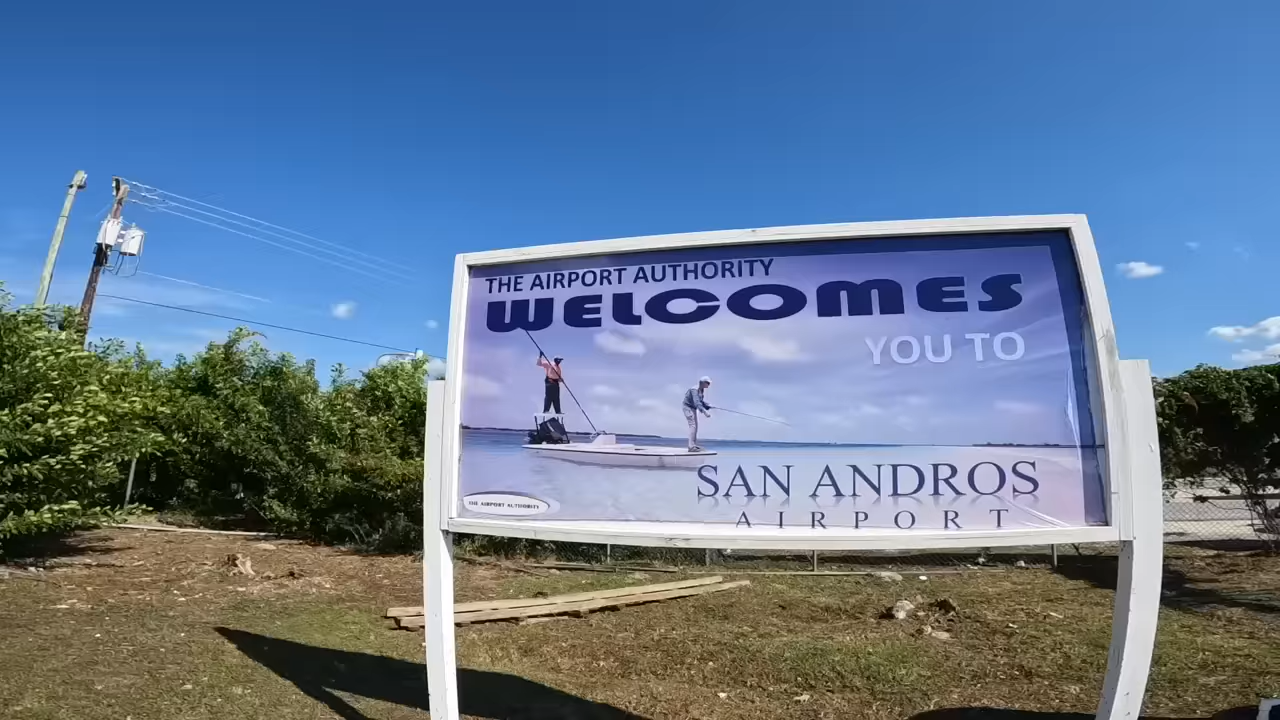 THE AIRPORT AUTHORITY
WELCOMES
YOU TO
SAN ANDROS
AIRPORT
THE AIRPORT AUTHORITY